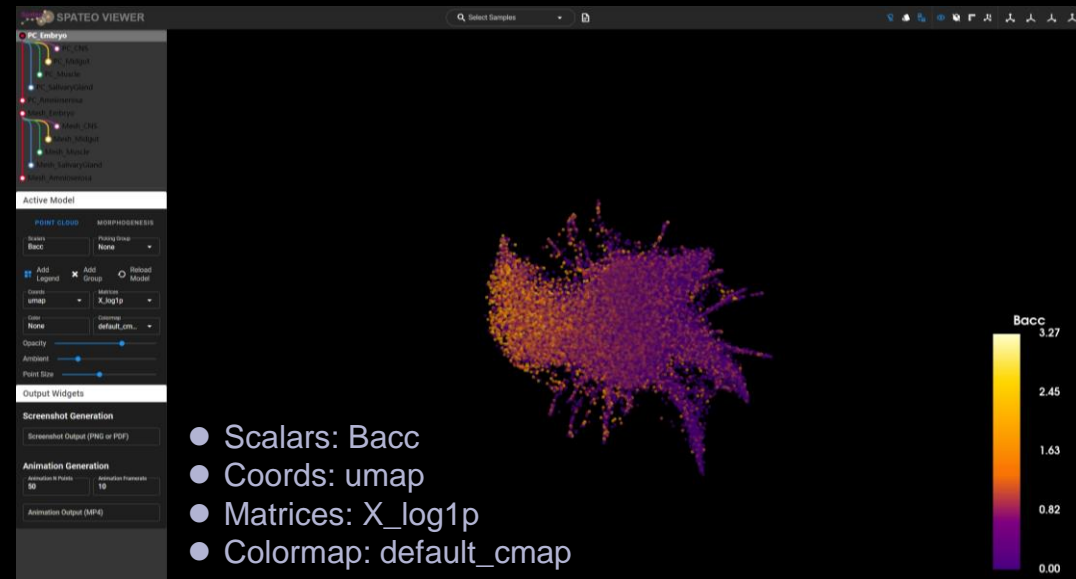 SPATEO VIEWER
Select Samples
PC_Embryo
PC_CNS
PC_Midgut
PC_Muscle
PC_SalivaryGland
PC_Amnioserosa
Mesh_Embryo
Mesh_CNS
Mesh_Midgut
Mesh_Muscle
Mesh_SalivaryGland
Mesh_Amnioserosa
Active Model
POINT CLOUD MORPHOGENESIS
Scalars Picking Group
Bacc None
Add Legend Add Group Reload Model
Coords Matrices
umap X_log1p
Color Colormap
None default_cm...
Opacity
Ambient
Point Size
Output Widgets
Screenshot Generation
Screenshot Output (PNG or PDF)
Animation Generation
Animation N Points Animation Framerate
50 10
Animation Output (MP4)
Scalars: Bacc
Coords: umap
Matrices: X_log1p
Colormap: default_cmap
Bacc
3.27
2.45
1.63
0.82
0.00